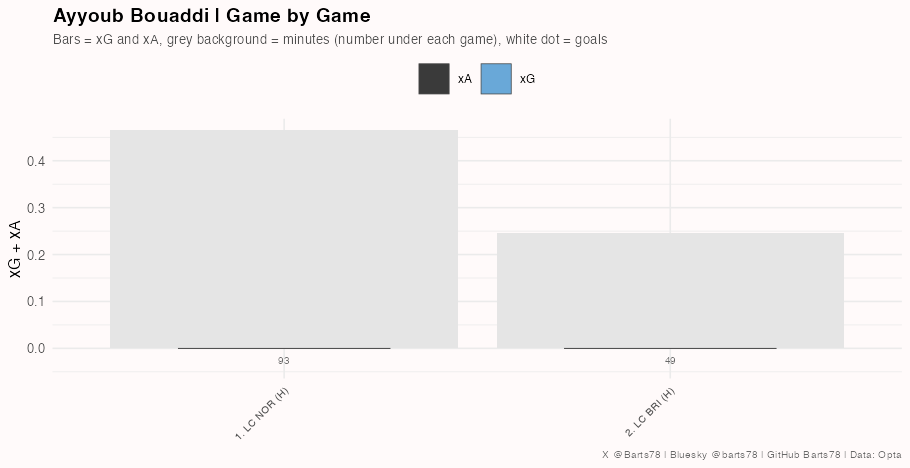 Ayyoub Bouaddi | Game by Game
Bars = xG and xA, grey background = minutes (number under each game), white dot = goals
xA xG
xG + xA
0.4
0.3
0.2
0.1
0.0
93 49
1. LC NOR (H) 2. LC BRI (H)
X @Barts78 | Bluesky @barts78 | GitHub Barts78 | Data: Opta